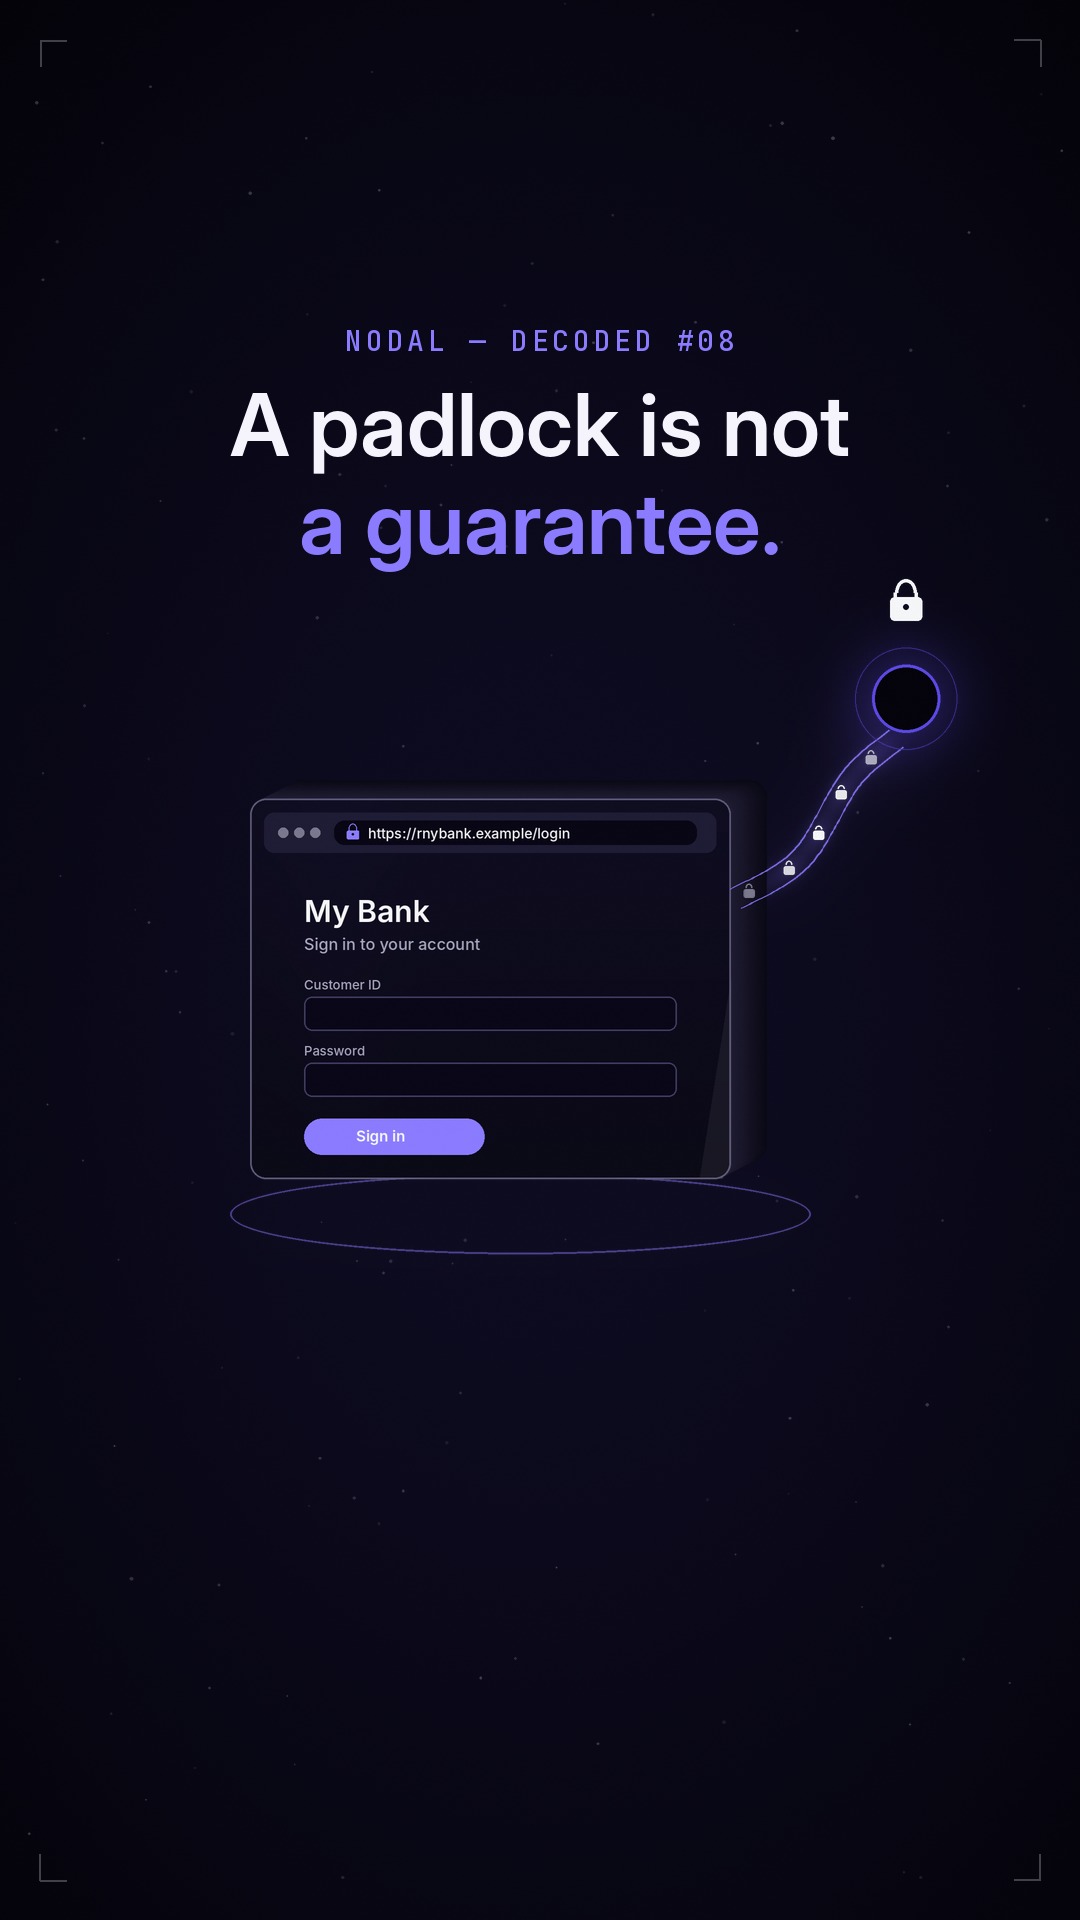 NODAL — DECODED #08
A padlock is not
a guarantee.
https://rnybank.example/login
My Bank
Sign in to your account
Customer ID
Password
Sign in